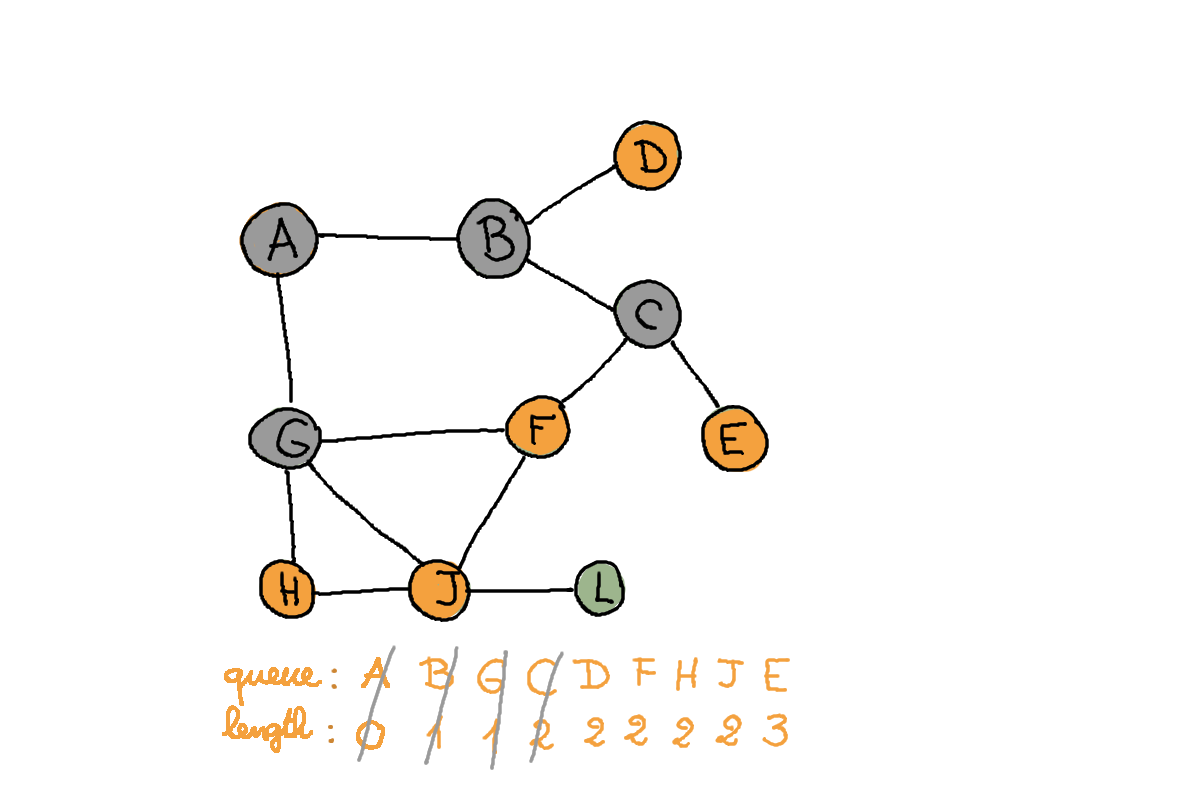 D
A B
C
G F E
H J L
queue: A B G C D F H J E
length: 0 1 1 2 2 2 2 2 3